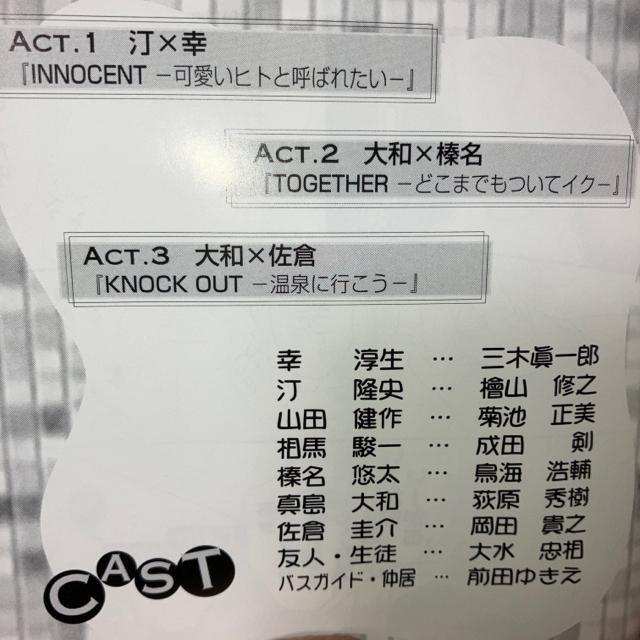 ACT.1 汀×幸
『INNOCENT －可愛いヒトと呼ばれたい－』
ACT.2 大和×榛名
『TOGETHER －どこまでもついてイク－』
ACT.3 大和×佐倉
『KNOCK OUT －温泉に行こう－』
幸 淳生 … 三木眞一郎
汀 隆史 … 檜山 修之
山田 健作 … 菊池 正美
相馬 駿一 … 成田 剣
榛名 悠太 … 鳥海 浩輔
真島 大和 … 荻原 秀樹
佐倉 圭介 … 岡田 貴之
友人・生徒 … 大水 忠相
バスガイド・仲居 … 前田ゆきえ
CAST